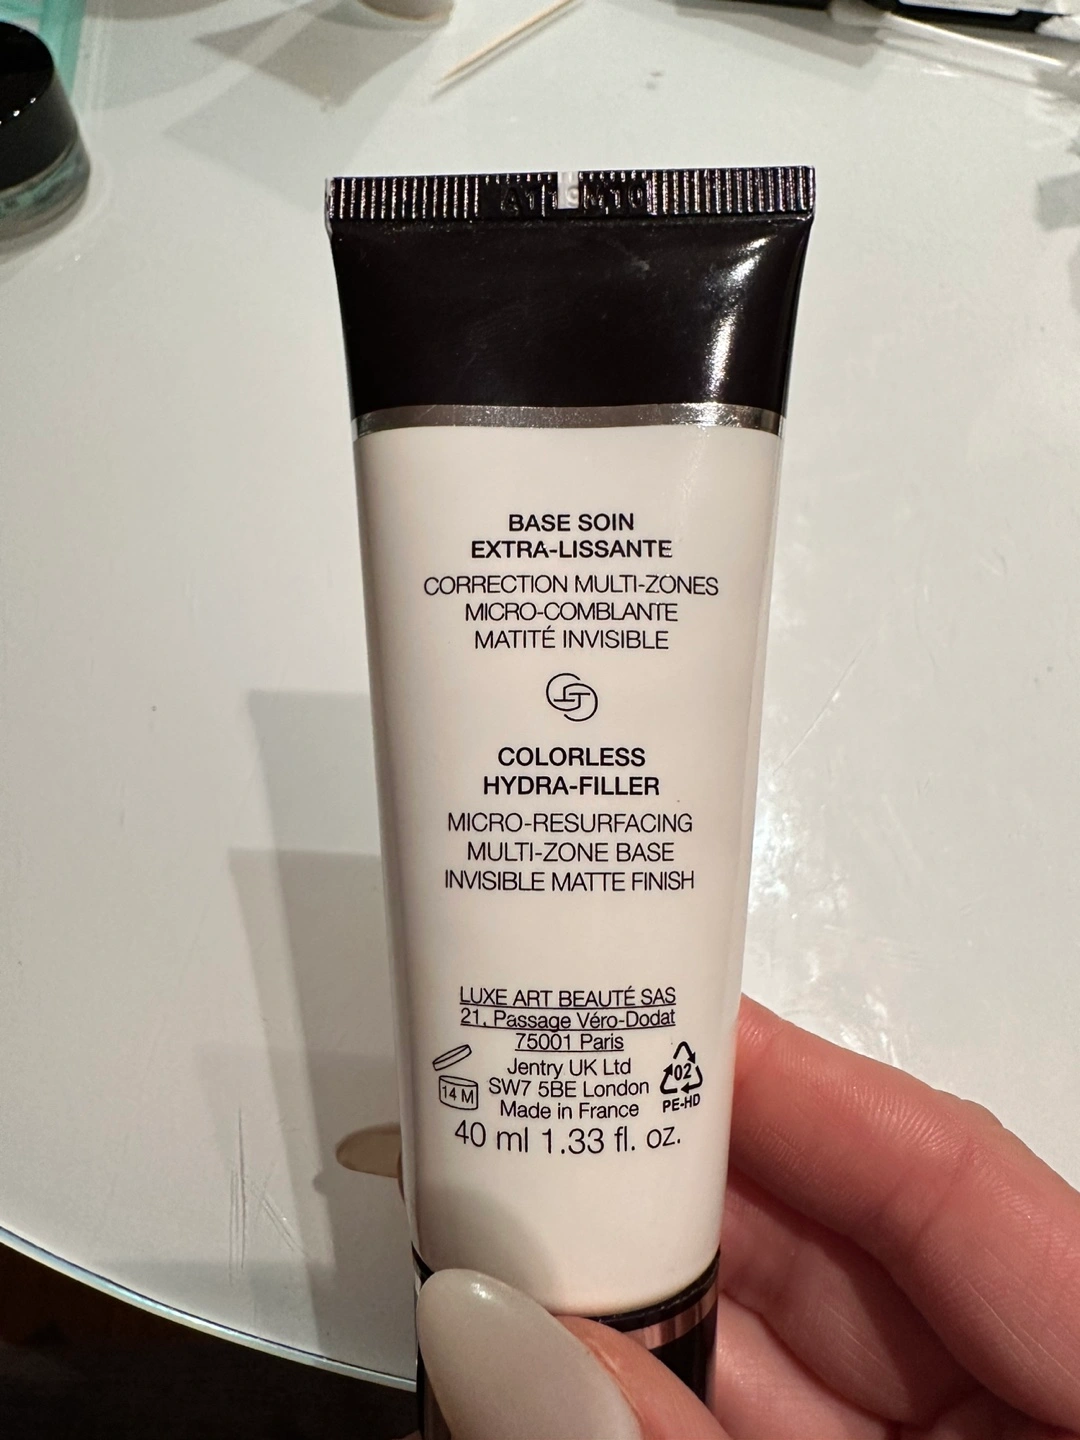 BASE SOIN
EXTRA-LISSANTE
CORRECTION MULTI-ZONES
MICRO-COMBLANTE
MATITÉ INVISIBLE
COLORLESS
HYDRA-FILLER
MICRO-RESURFACING
MULTI-ZONE BASE
INVISIBLE MATTE FINISH
LUXE ART BEAUTÉ SAS
21, Passage Véro-Dodat
75001 Paris
Jentry UK Ltd
SW7 5BE London
Made in France
14 M
02
PE-HD
40 ml 1.33 fl. oz.